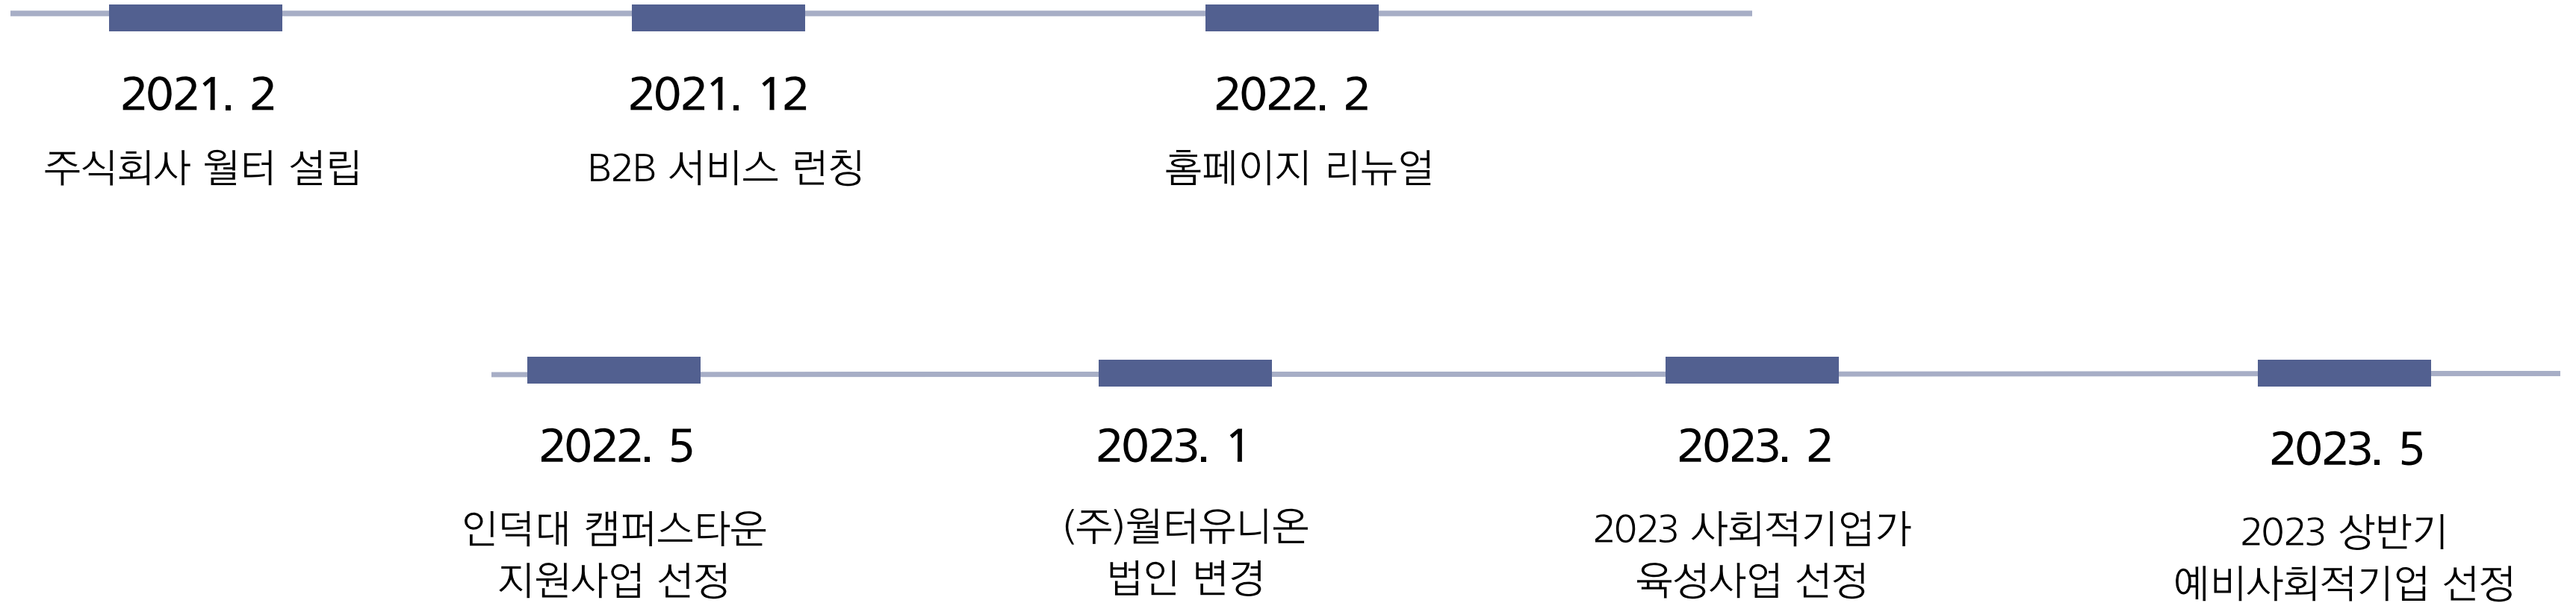 2021. 2
주식회사 월터 설립
2021. 12
B2B 서비스 런칭
2022. 2
홈페이지 리뉴얼
2022. 5
인덕대 캠퍼스타운
지원사업 선정
2023. 1
(주)월터유니온
법인 변경
2023. 2
2023 사회적기업가
육성사업 선정
2023. 5
2023 상반기
예비사회적기업 선정